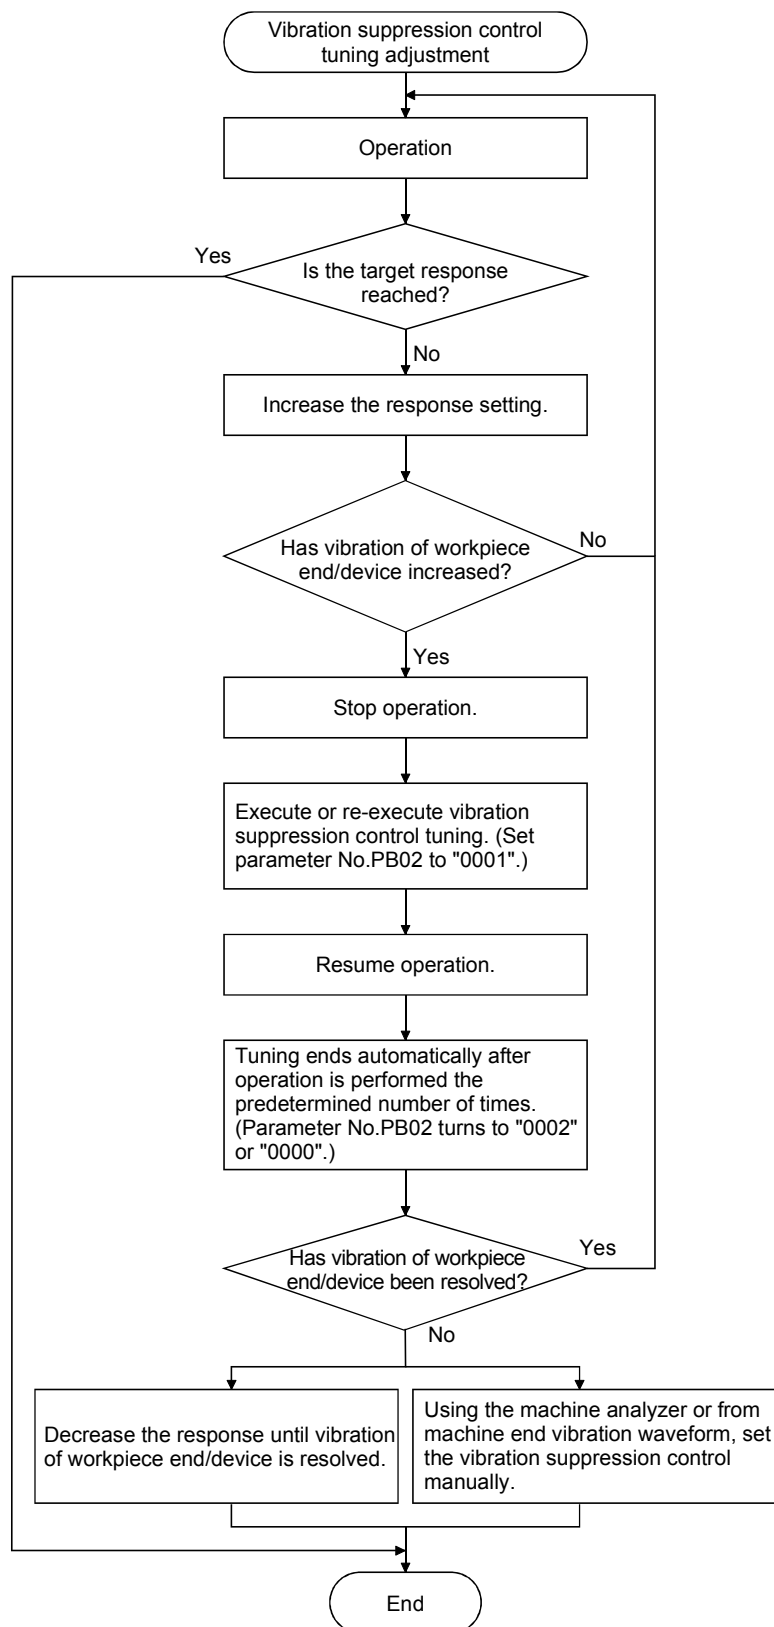 Vibration suppression control
tuning adjustment
Operation
Yes
Is the target response
reached?
No
Increase the response setting.
Has vibration of workpiece
end/device increased?
No
Yes
Stop operation.
Execute or re-execute vibration
suppression control tuning. (Set
parameter No.PB02 to "0001".)
Resume operation.
Tuning ends automatically after
operation is performed the
predetermined number of times.
(Parameter No.PB02 turns to "0002"
or "0000".)
Has vibration of workpiece
end/device been resolved?
Yes
No
Decrease the response until vibration
of workpiece end/device is resolved.
Using the machine analyzer or from
machine end vibration waveform, set
the vibration suppression control
manually.
End